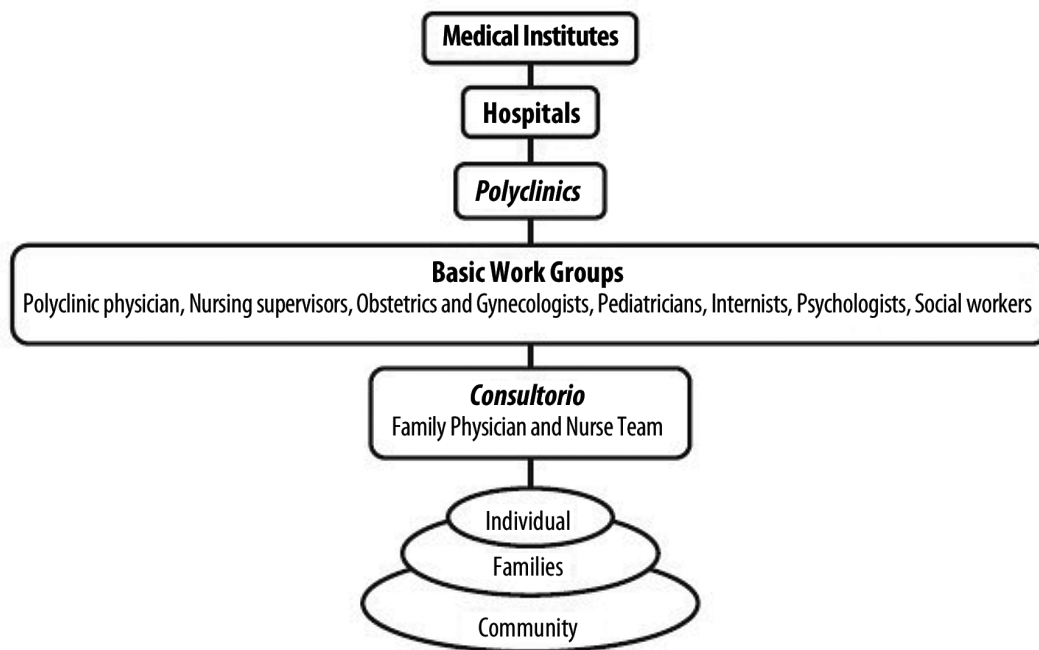 Medical Institutes
Hospitals
Polyclinics
Basic Work Groups
Polyclinic physician, Nursing supervisors, Obstetrics and Gynecologists, Pediatricians, Internists, Psychologists, Social workers
Consultorio
Family Physician and Nurse Team
Individual
Families
Community